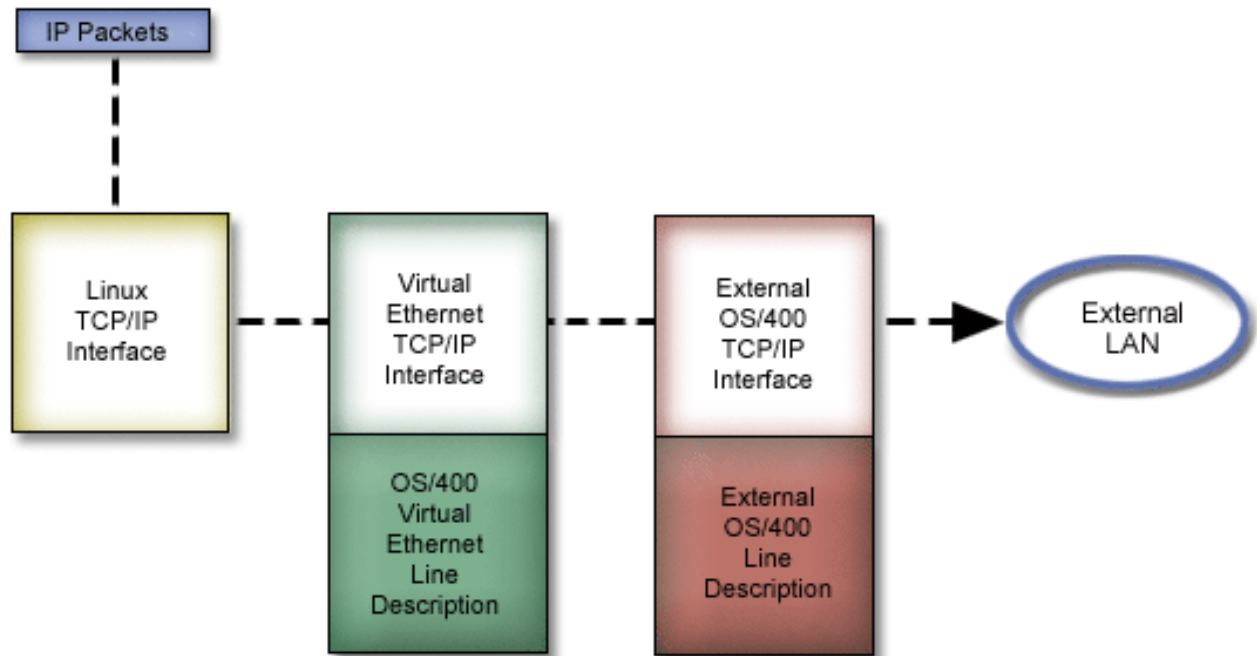 IP Packets
Linux
TCP/IP
Interface
Virtual
Ethernet
TCP/IP
Interface
External
OS/400
TCP/IP
Interface
External
LAN
OS/400
Virtual
Ethernet
Line
Description
External
OS/400
Line
Description